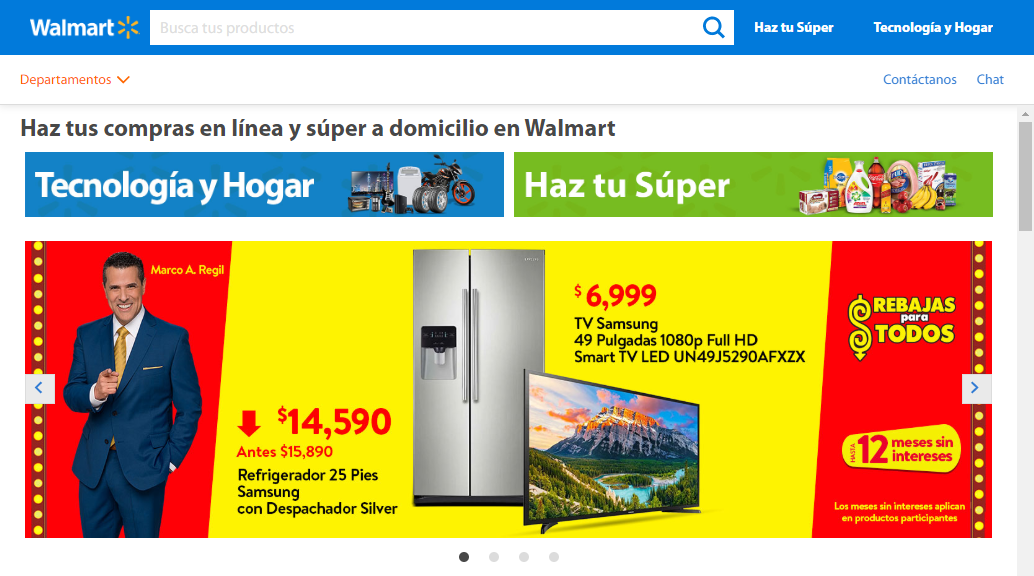 Walmart
Busca tus productos
Haz tu Súper
Tecnología y Hogar
Departamentos
Contáctanos
Chat
Haz tus compras en línea y súper a domicilio en Walmart
Tecnología y Hogar
Haz tu Súper
Marco A. Regil
$6,999
TV Samsung
49 Pulgadas 1080p Full HD
Smart TV LED UN49J5290AFXZX
$14,590
Antes $15,890
Refrigerador 25 Pies
Samsung
con Despachador Silver
REBAJAS
para
TODOS
HASTA
12 meses sin
intereses
Los meses sin intereses aplican
en productos participantes